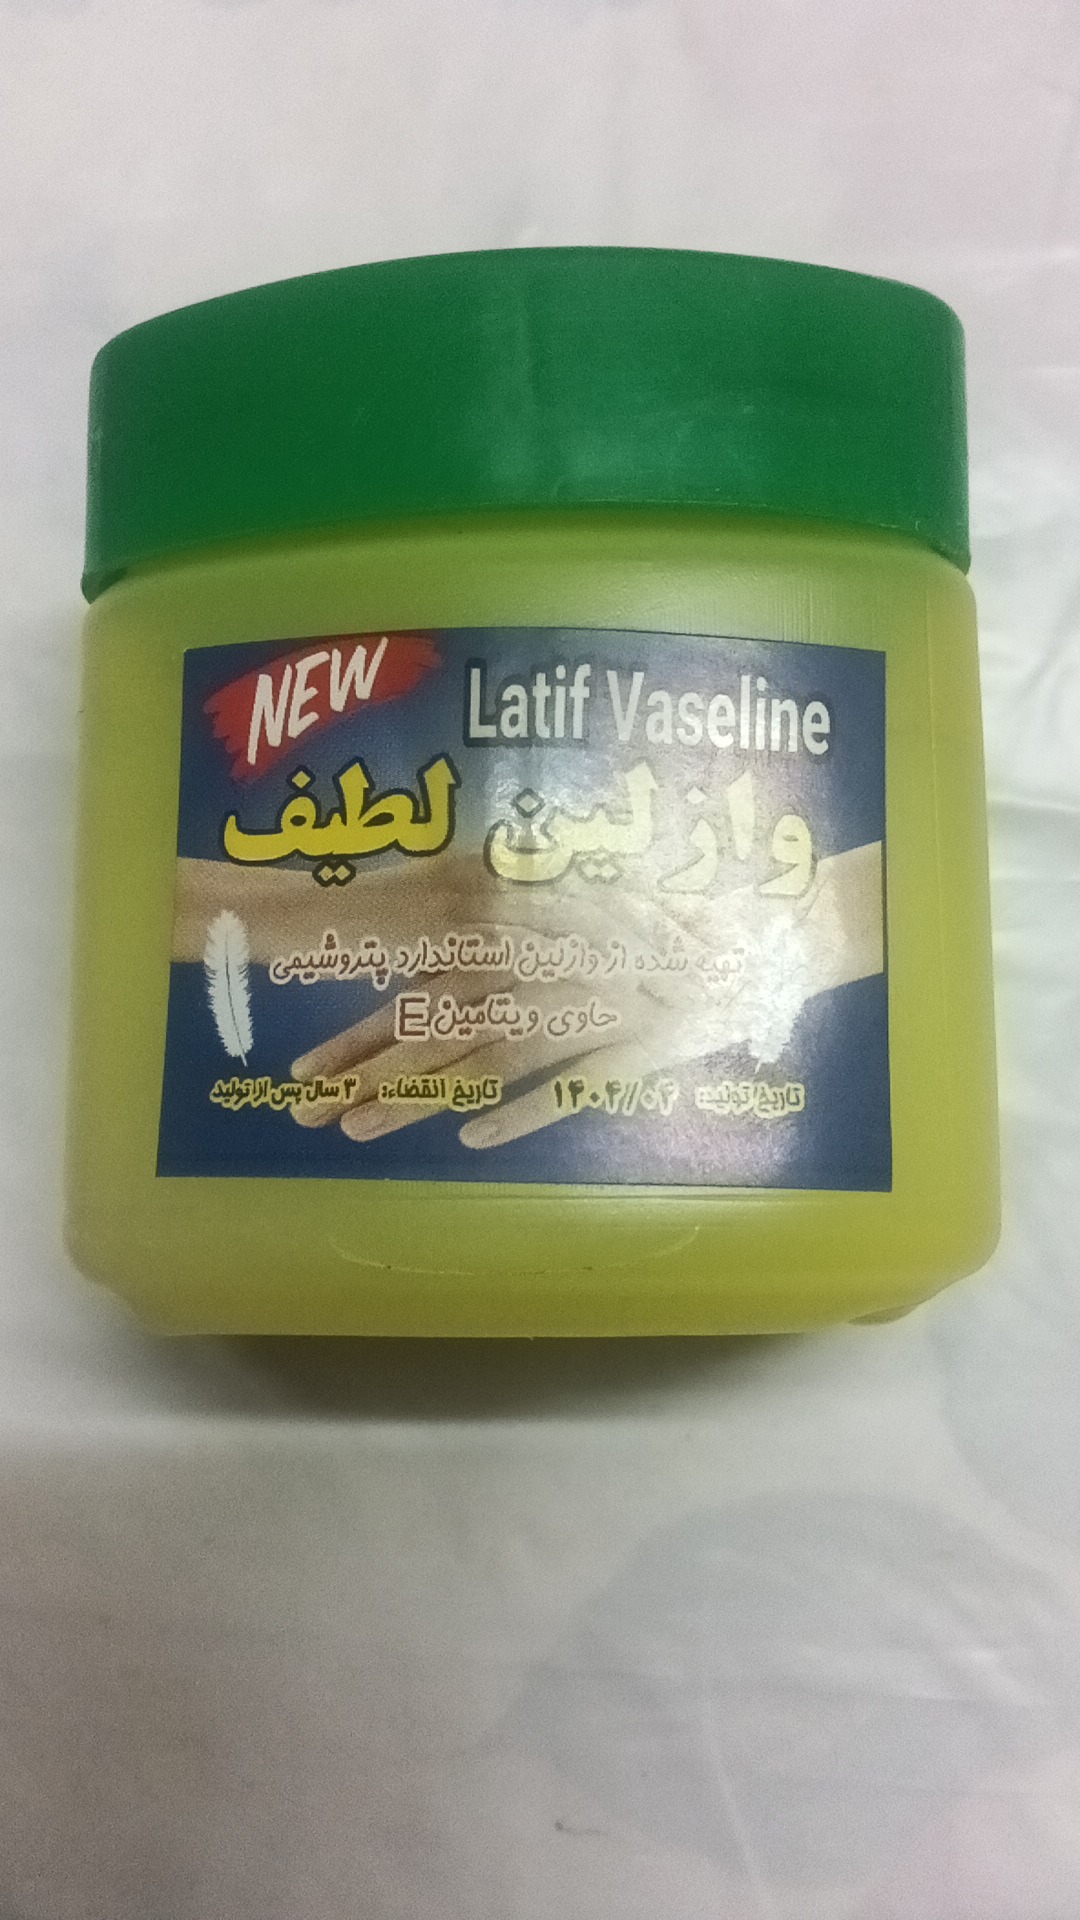 NEW
Latif Vaseline
وازلین لطیف
تهیه شده از وازلین استاندارد پتروشیمی
حاوی ویتامین E
تاریخ تولید: ۱۴۰۴/۰۴ تاریخ انقضاء: ۳ سال پس از تولید